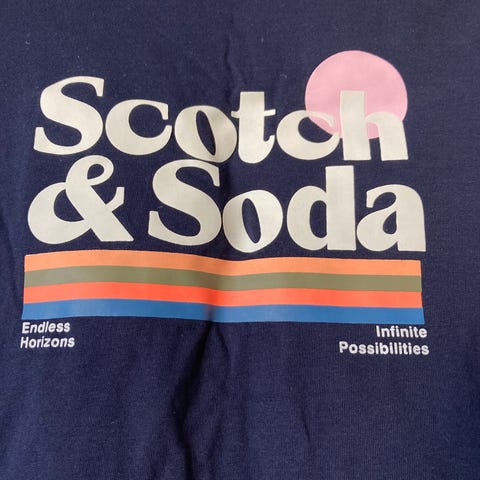 Scotch
& Soda
Endless
Horizons
Infinite
Possibilities